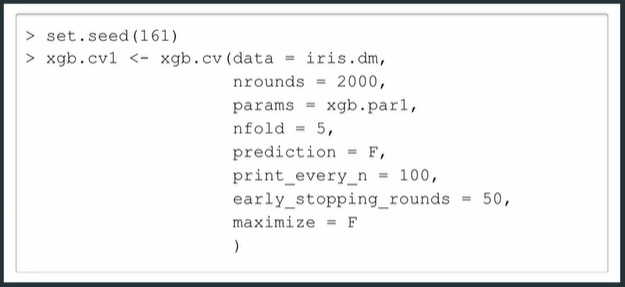 > set.seed(161)
> xgb.cv1 <- xgb.cv(data = iris.dm,
nrounds = 2000,
params = xgb.par1,
nfold = 5,
prediction = F,
print_every_n = 100,
early_stopping_rounds = 50,
maximize = F
)